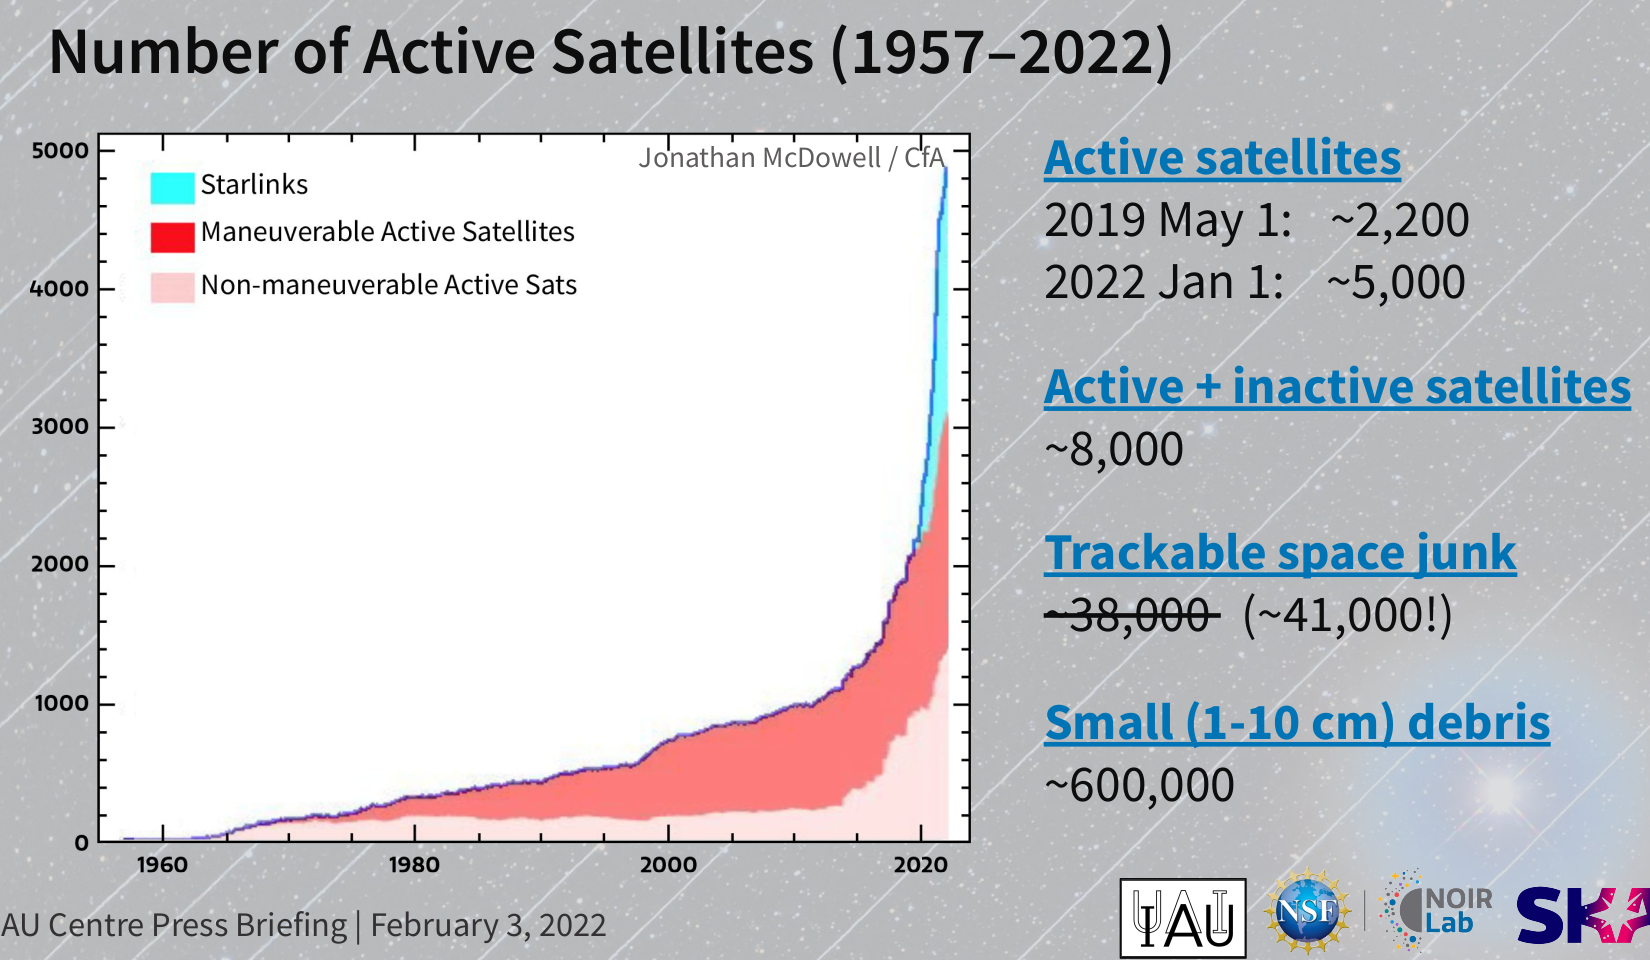 Number of Active Satellites (1957–2022)
Jonathan McDowell / CfA
Starlinks
Maneuverable Active Satellites
Non-maneuverable Active Sats
5000
4000
3000
2000
1000
0
1960
1980
2000
2020
Active satellites
2019 May 1: ~2,200
2022 Jan 1: ~5,000
Active + inactive satellites
~8,000
Trackable space junk
~38,000 (~41,000!)
Small (1-10 cm) debris
~600,000
AU Centre Press Briefing | February 3, 2022
IAU
NSF
NOIR
Lab
SKA